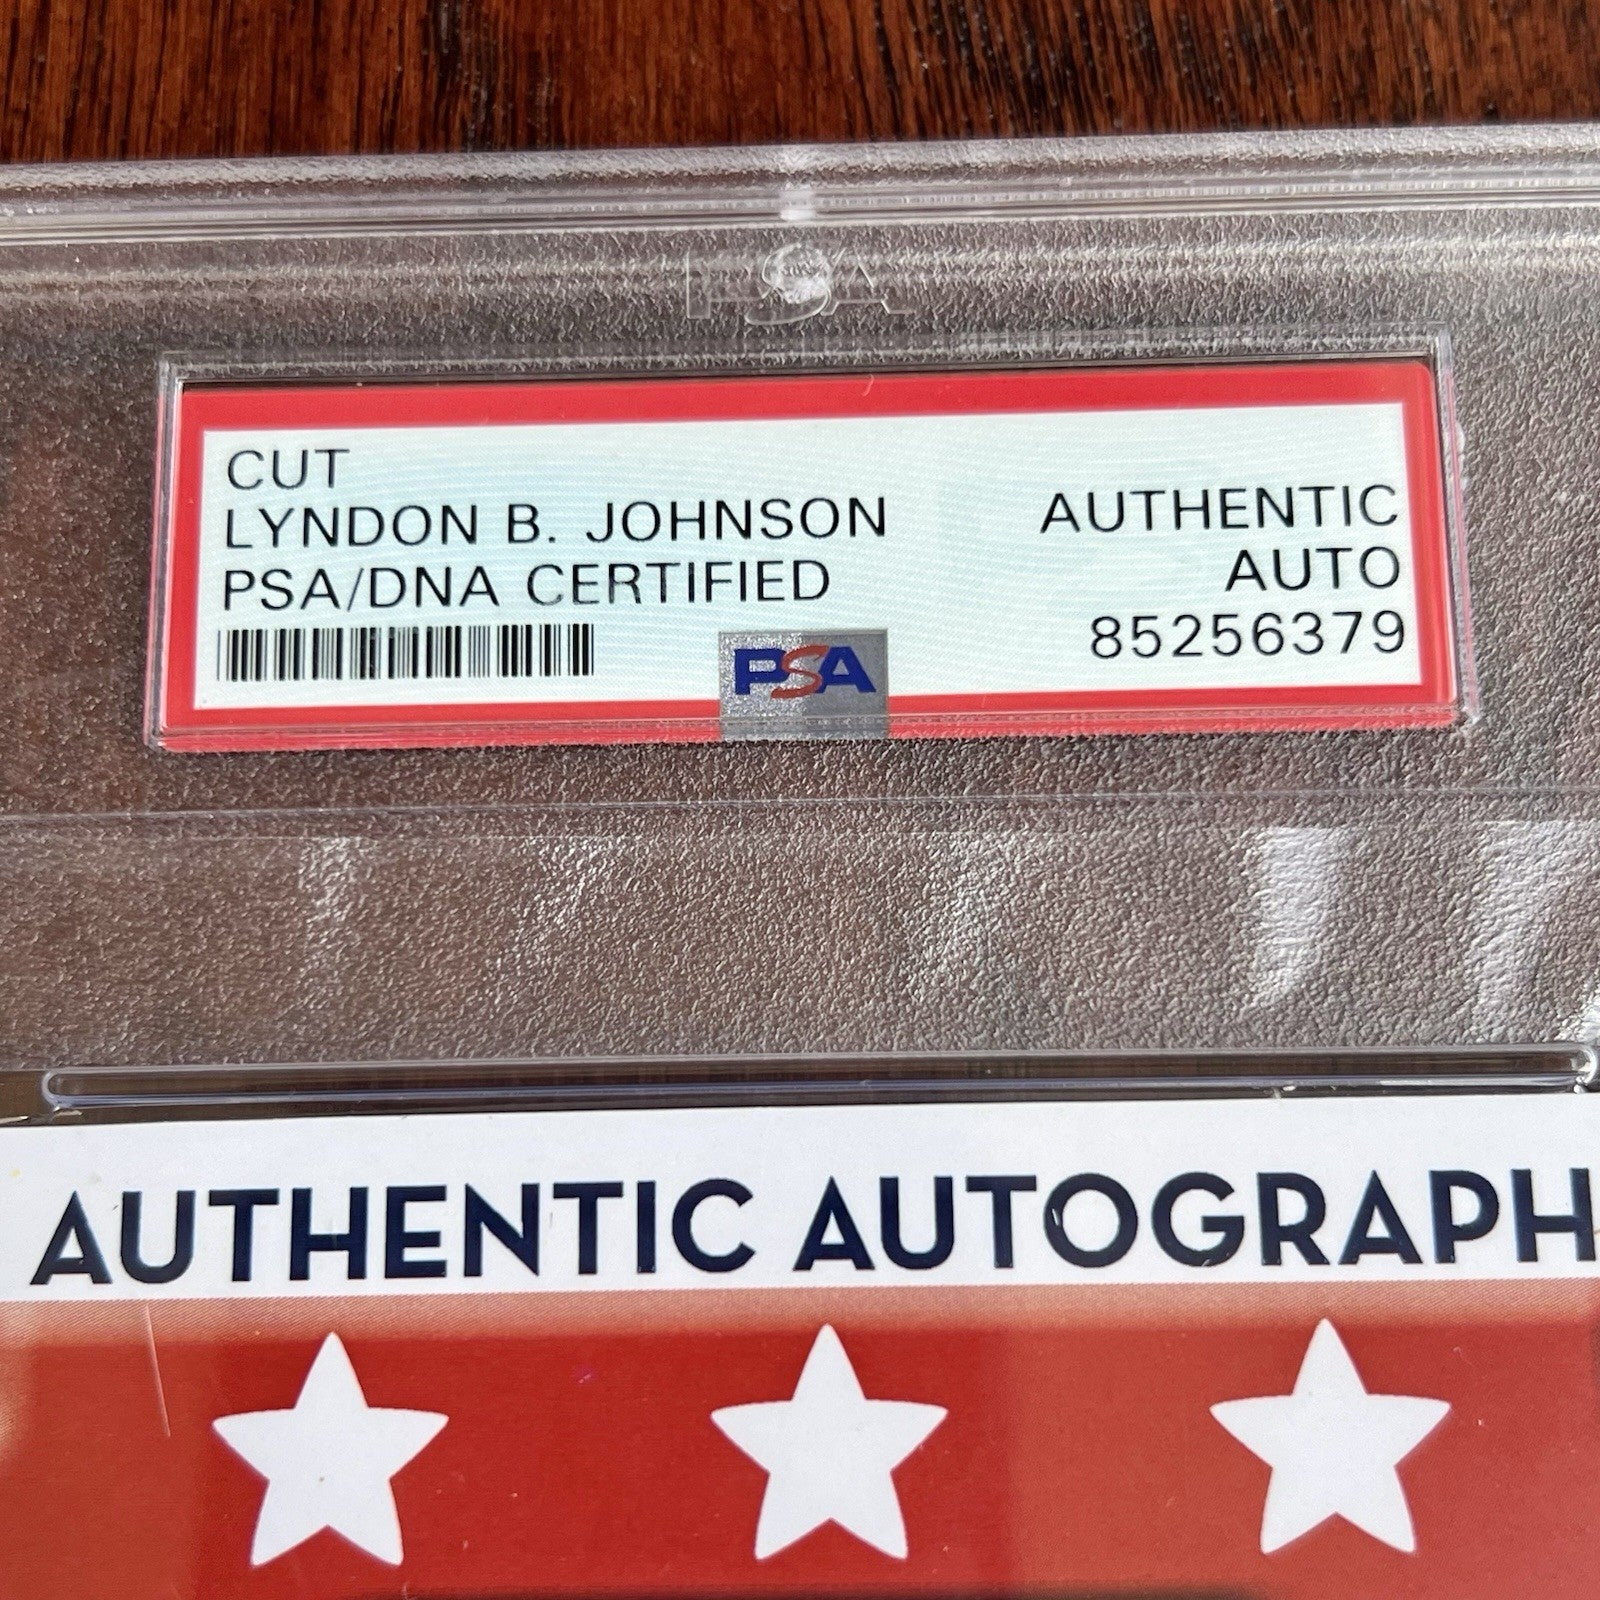 PSA
CUT
LYNDON B. JOHNSON
PSA/DNA CERTIFIED
AUTHENTIC
AUTO
85256379
PSA
AUTHENTIC AUTOGRAPH